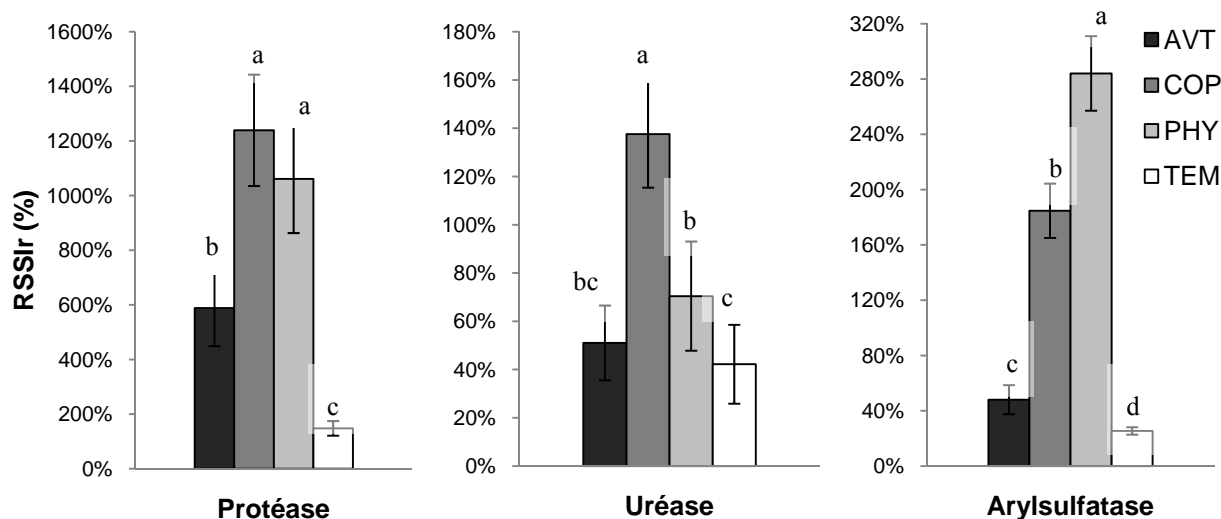 RSSIr (%)
1600%
1400%
1200%
1000%
800%
600%
400%
200%
0%
b
a
a
c
Protéase
180%
160%
140%
120%
100%
80%
60%
40%
20%
0%
bc
a
b
c
Uréase
320%
280%
240%
200%
160%
120%
80%
40%
0%
c
b
a
d
Arylsulfatase
AVT
COP
PHY
TEM